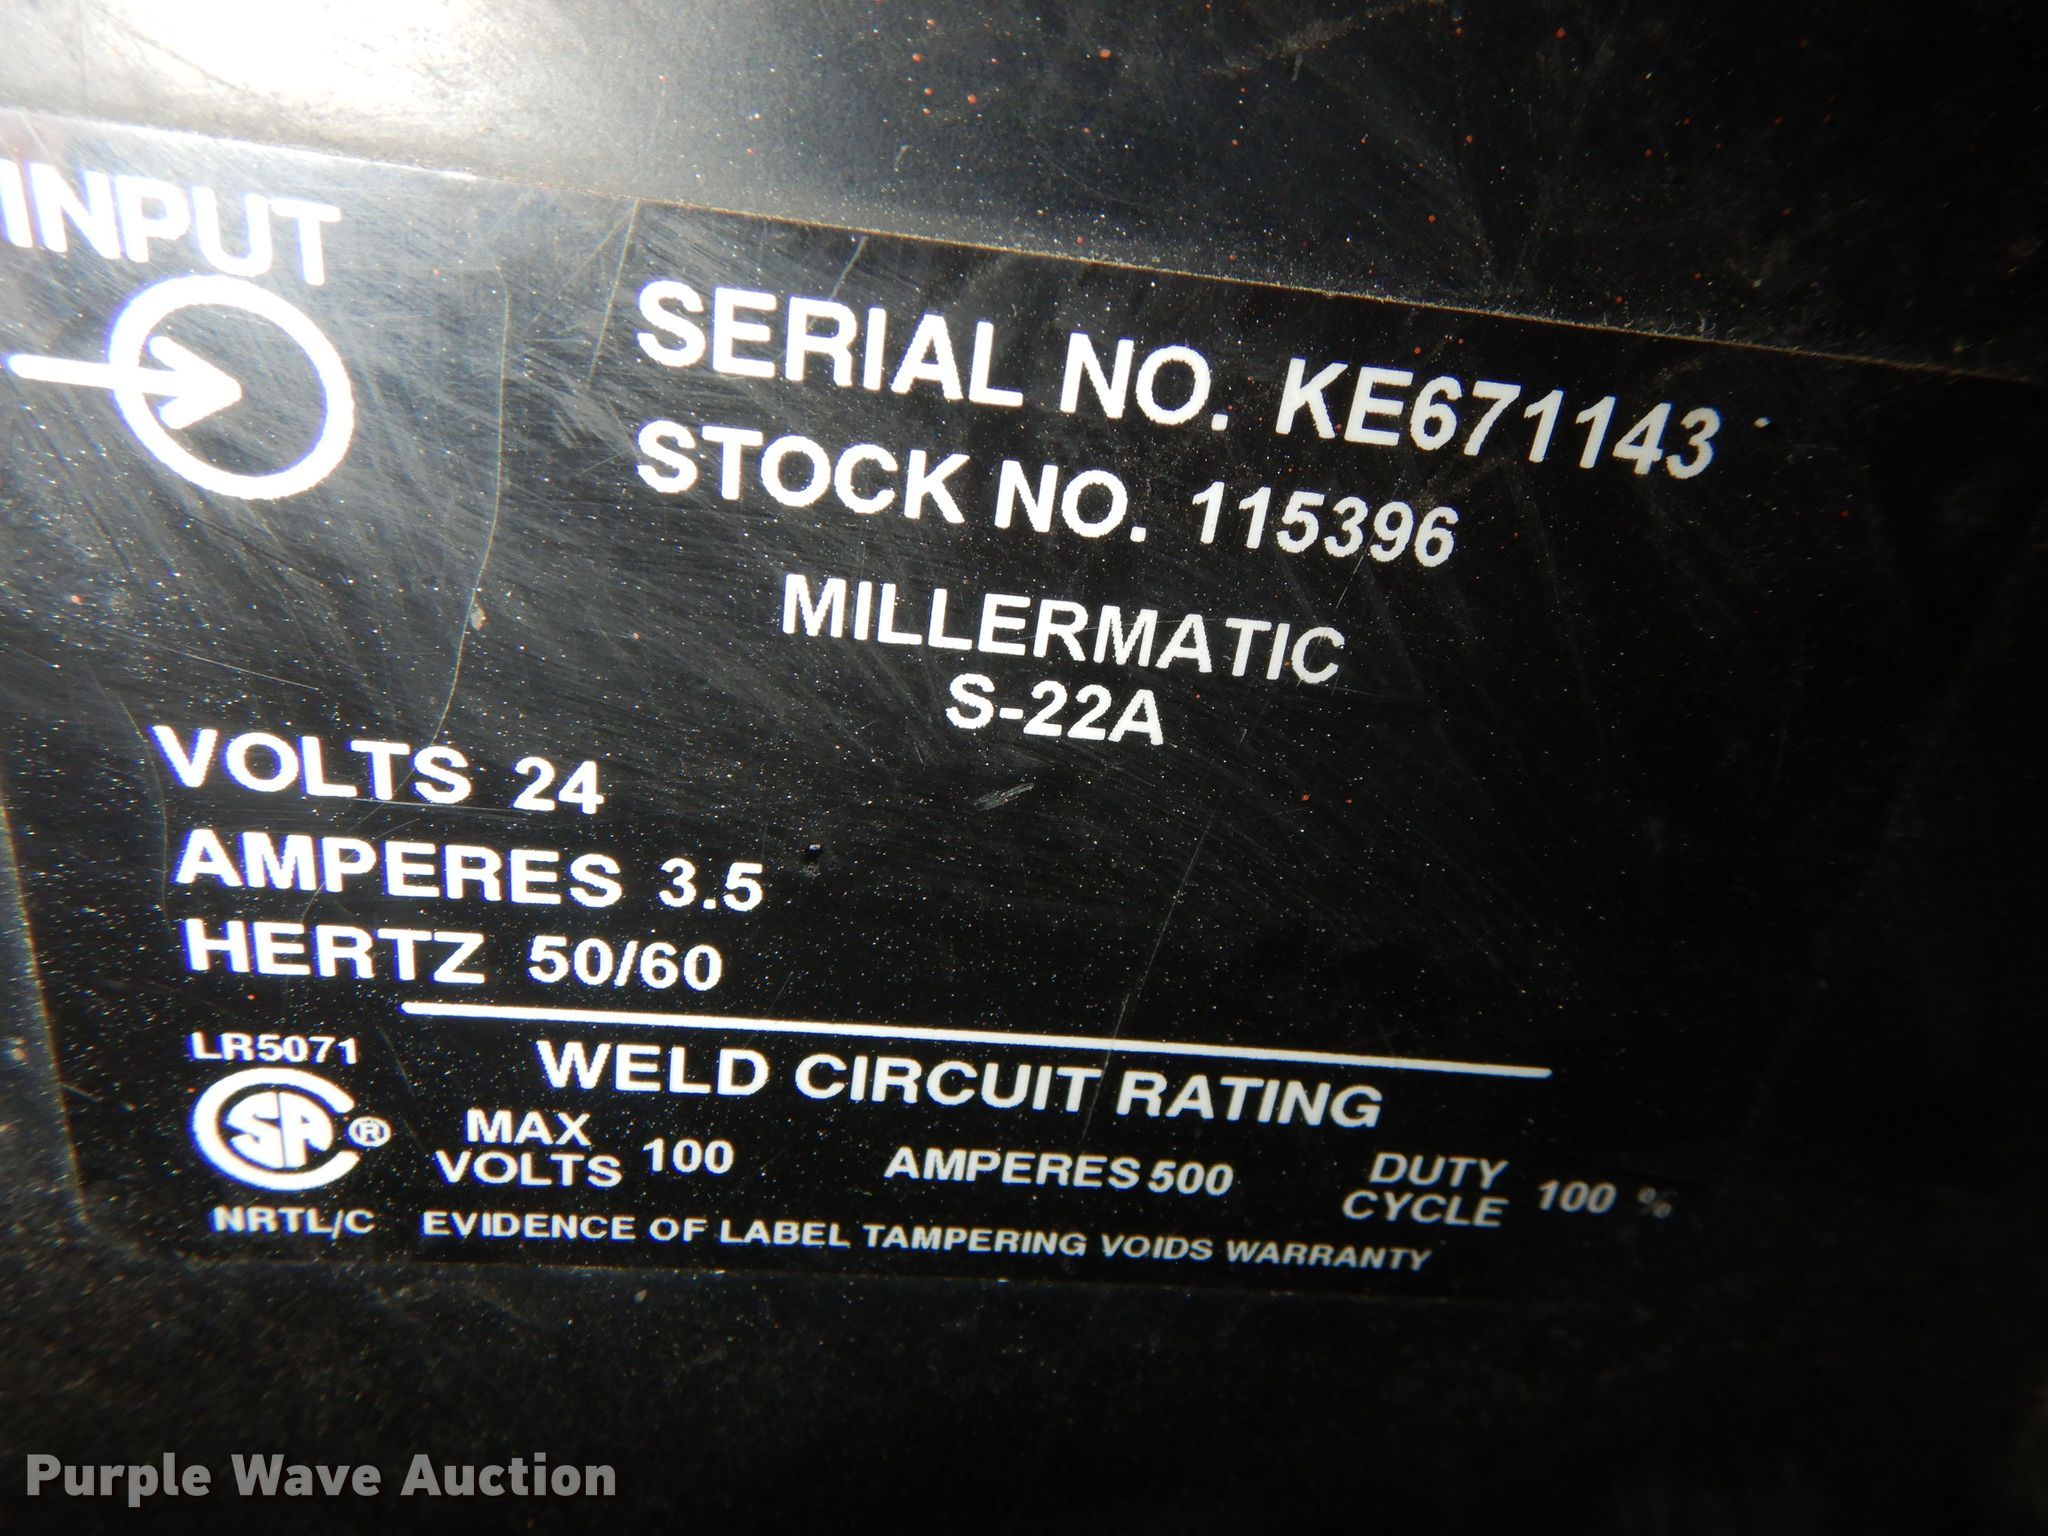 INPUT
SERIAL NO. KE671143
STOCK NO. 115396
MILLERMATIC
S-22A
VOLTS 24
AMPERES 3.5
HERTZ 50/60
LR5071
WELD CIRCUIT RATING
SA ®
MAX VOLTS 100 AMPERES 500 DUTY CYCLE 100 %
NRTL/C EVIDENCE OF LABEL TAMPERING VOIDS WARRANTY
Purple Wave Auction